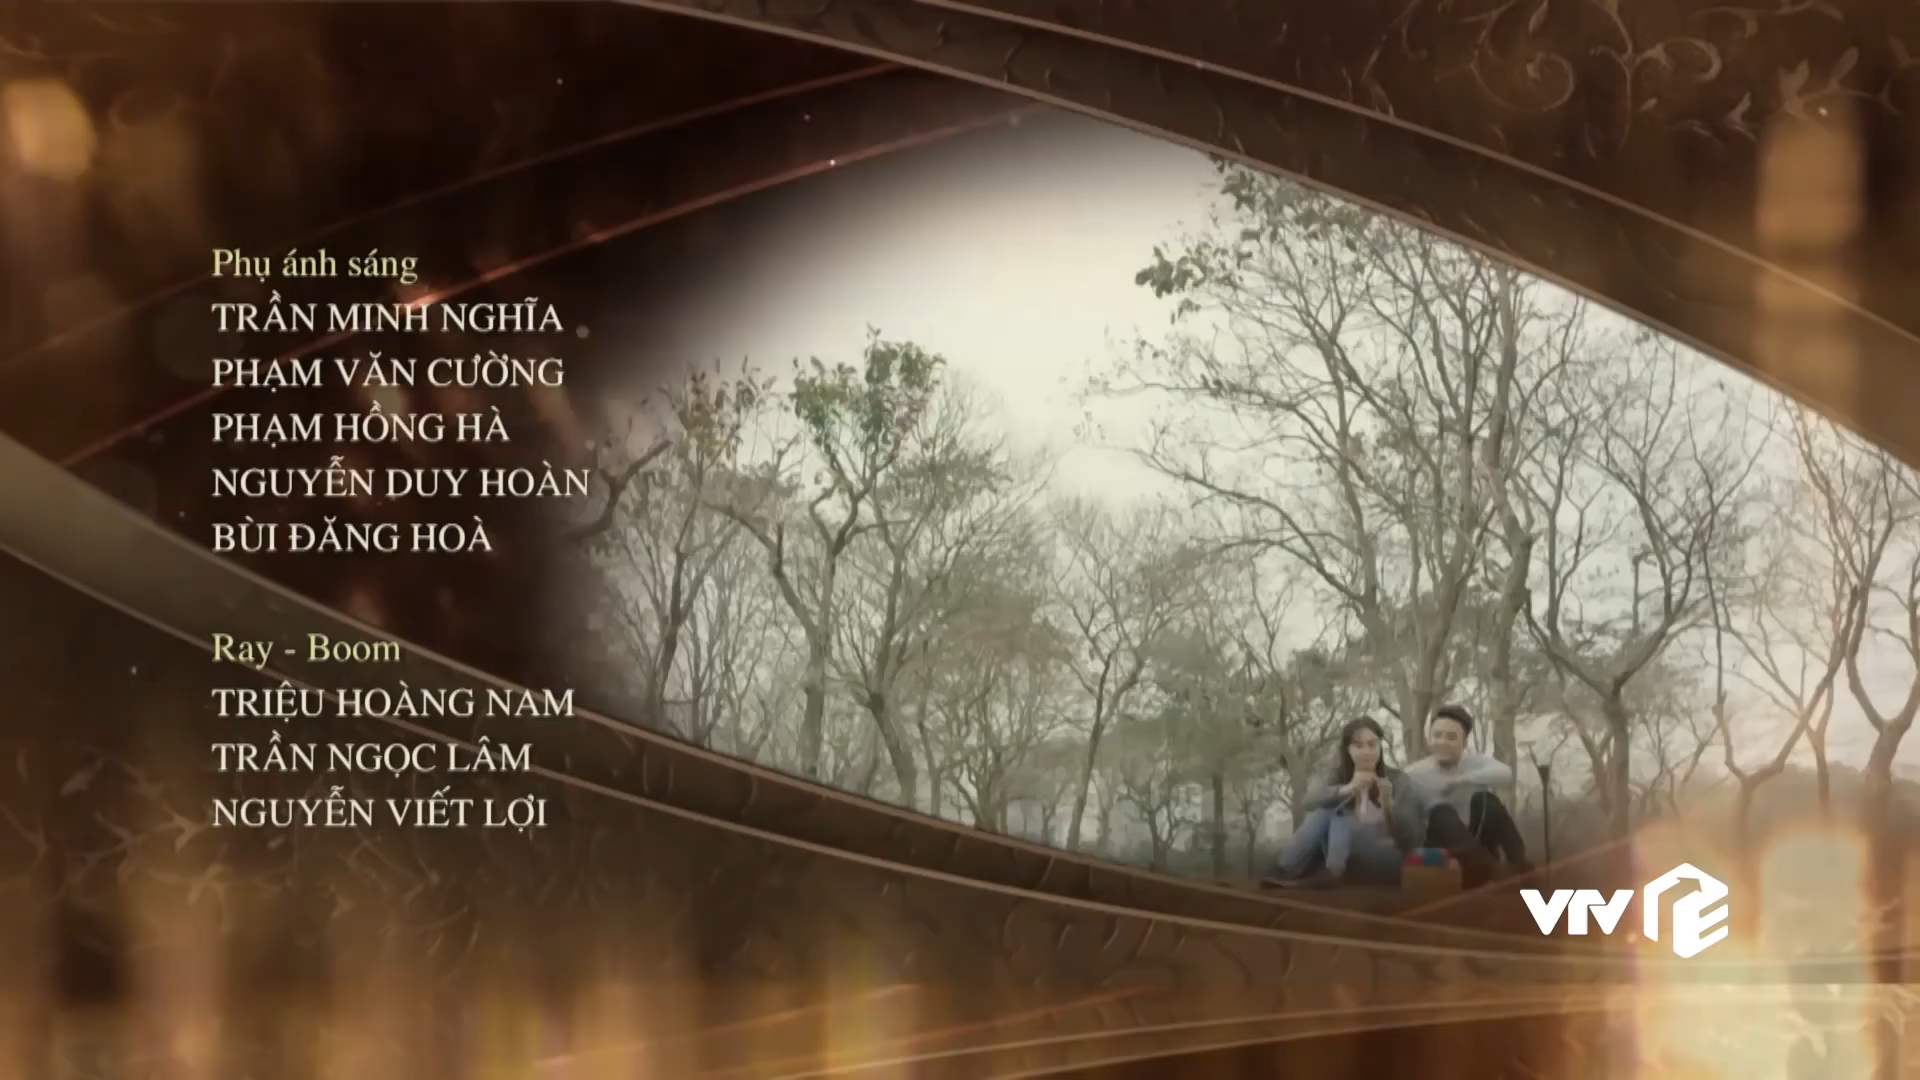 Phụ ánh sáng
TRẦN MINH NGHĨA
PHẠM VĂN CƯỜNG
PHẠM HỒNG HÀ
NGUYỄN DUY HOÀN
BÙI ĐĂNG HOÀ
Ray - Boom
TRIỆU HOÀNG NAM
TRẦN NGỌC LÂM
NGUYỄN VIẾT LỢI
VTV